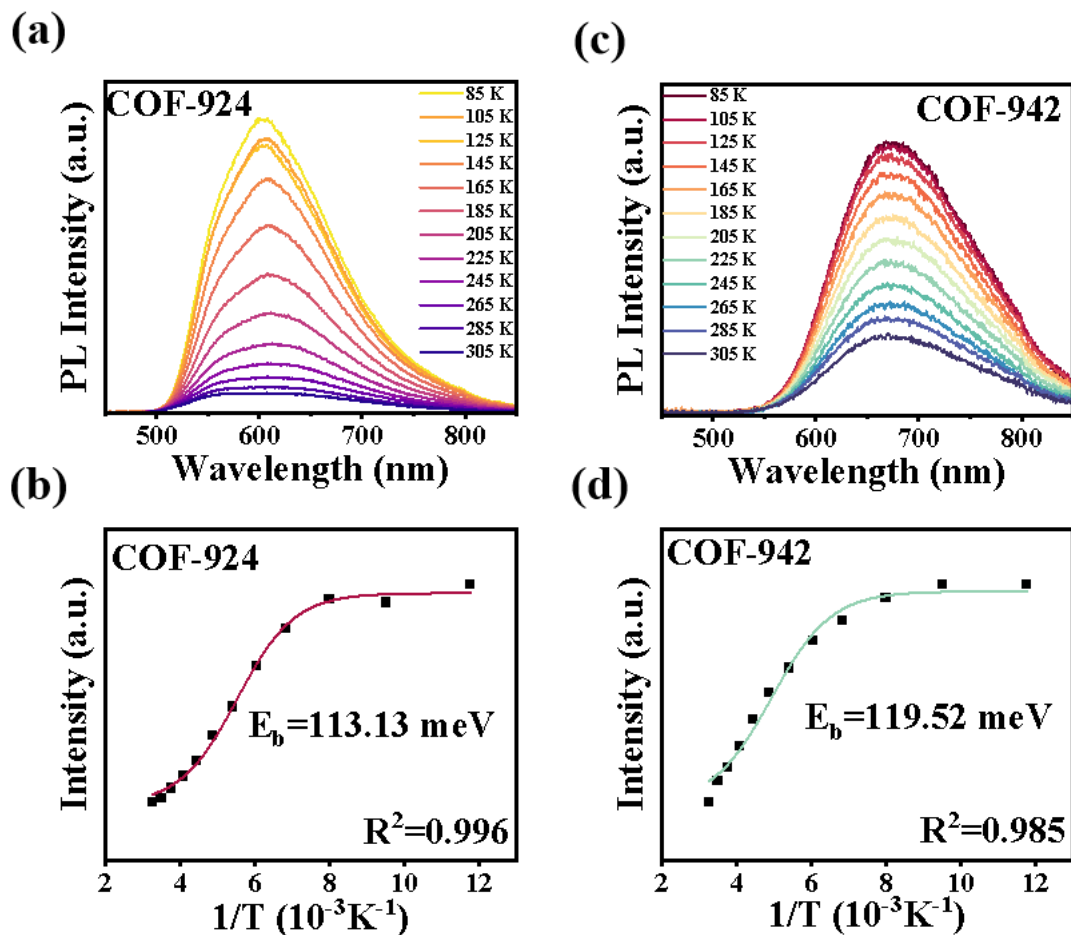 (a)
COF-924
85 K
105 K
125 K
145 K
165 K
185 K
205 K
225 K
245 K
265 K
285 K
305 K
PL Intensity (a.u.)
500 600 700 800
Wavelength (nm)
(c)
COF-942
85 K
105 K
125 K
145 K
165 K
185 K
205 K
225 K
245 K
265 K
285 K
305 K
PL Intensity (a.u.)
500 600 700 800
Wavelength (nm)
(b)
COF-924
E_b=113.13 meV
R²=0.996
Intensity (a.u.)
2 4 6 8 10 12
1/T (10⁻³K⁻¹)
(d)
COF-942
E_b=119.52 meV
R²=0.985
Intensity (a.u.)
2 4 6 8 10 12
1/T (10⁻³K⁻¹)